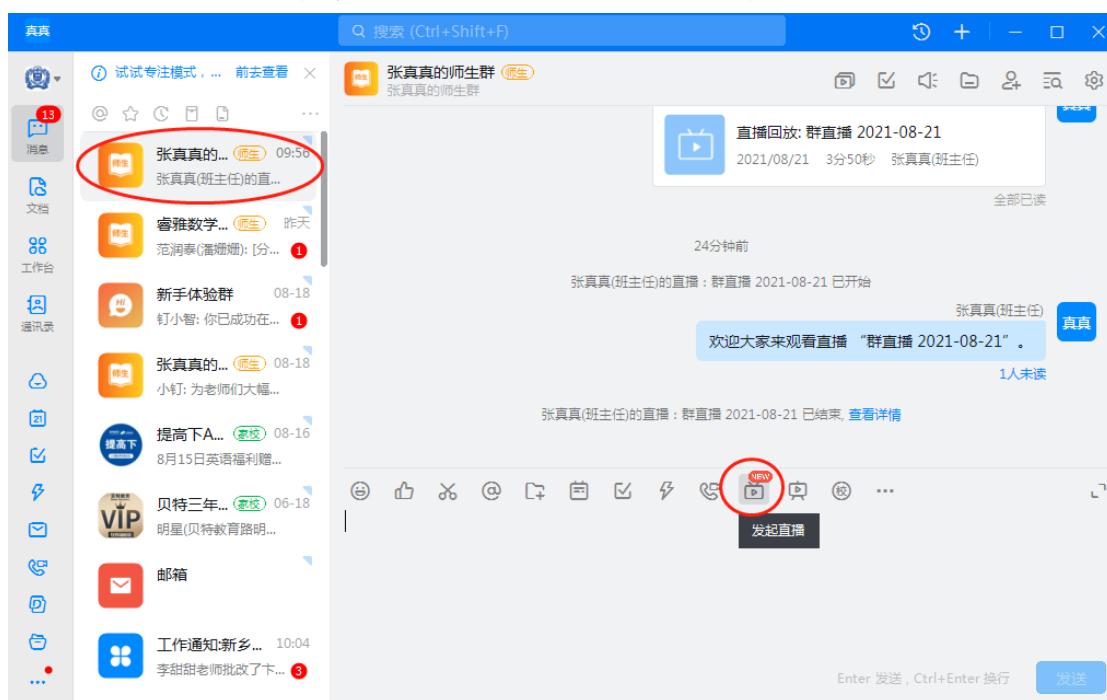 真真
搜索 (Ctrl+Shift+F)
试试专注模式，... 前去查看
13
消息
文档
工作台
通讯录
21
师生
张真真的... 师生 09:56
张真真(班主任)的直...
师生
睿雅数学... 师生 昨天
范润泰(潘姗姗): [分... 1
Hi
新手体验群 08-18
钉小智: 你已成功在... 1
师生
张真真的... 师生 08-18
小钉: 为老师们大幅...
提高下
提高下A... 家校 08-16
8月15日英语福利赠...
VIP
贝特三年... 家校 06-18
明星(贝特教育路明...
邮箱
工作通知:新乡... 10:04
李甜甜老师批改了卞... 3
师生
张真真的师生群 师生
张真真的师生群
直播回放: 群直播 2021-08-21
2021/08/21 3分50秒 张真真(班主任)
全部已读
24分钟前
张真真(班主任)的直播：群直播 2021-08-21 已开始
张真真(班主任)
真真
欢迎大家来观看直播 “群直播 2021-08-21”。
1人未读
张真真(班主任)的直播：群直播 2021-08-21 已结束, 查看详情
NEW
校
发起直播
Enter 发送 , Ctrl+Enter 换行
发送